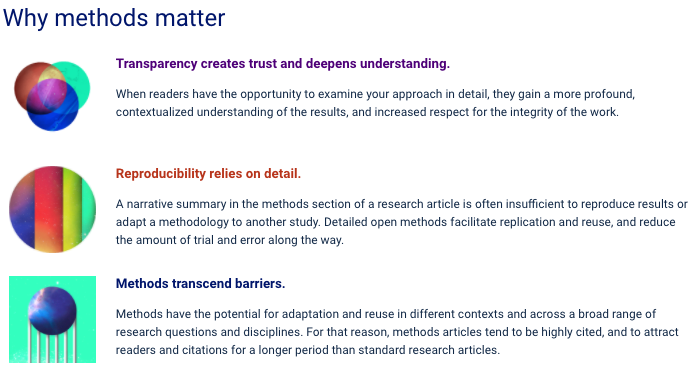 Why methods matter
Transparency creates trust and deepens understanding.
When readers have the opportunity to examine your approach in detail, they gain a more profound,
contextualized understanding of the results, and increased respect for the integrity of the work.
Reproducibility relies on detail.
A narrative summary in the methods section of a research article is often insufficient to reproduce results or
adapt a methodology to another study. Detailed open methods facilitate replication and reuse, and reduce
the amount of trial and error along the way.
Methods transcend barriers.
Methods have the potential for adaptation and reuse in different contexts and across a broad range of
research questions and disciplines. For that reason, methods articles tend to be highly cited, and to attract
readers and citations for a longer period than standard research articles.